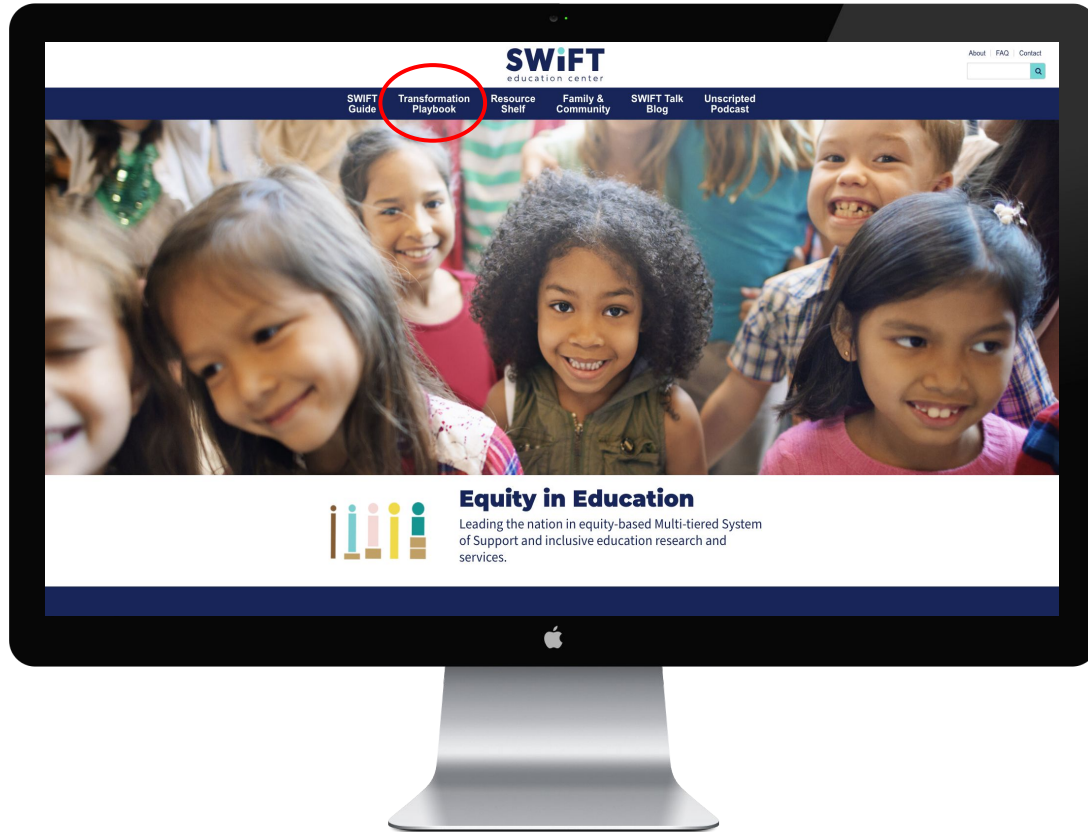 SWiFT
education center
About | FAQ | Contact
SWIFT Guide
Transformation Playbook
Resource Shelf
Family & Community
SWIFT Talk Blog
Unscripted Podcast
Equity in Education
Leading the nation in equity-based Multi-tiered System
of Support and inclusive education research and
services.